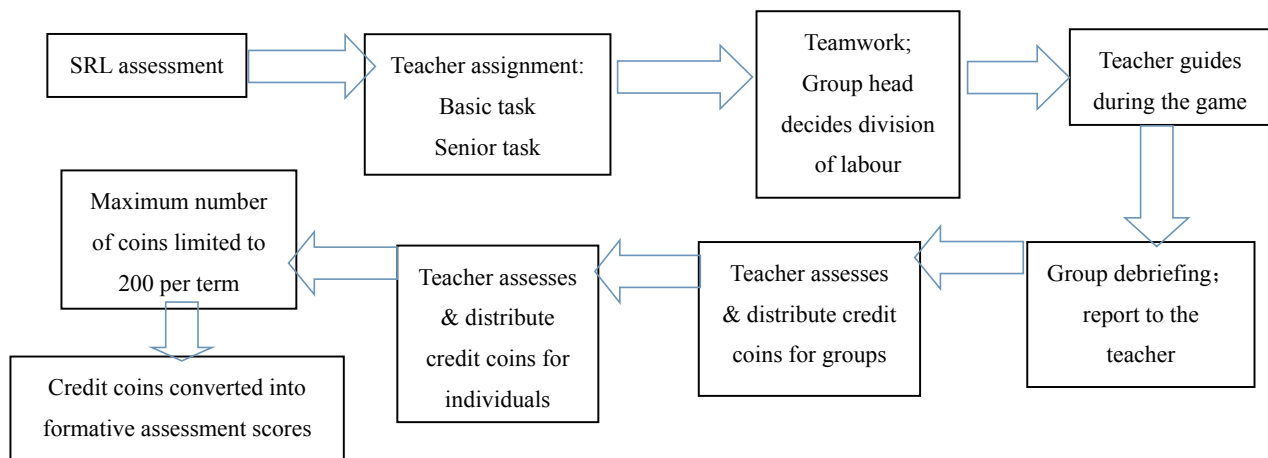 SRL assessment
Teacher assignment:
Basic task
Senior task
Teamwork;
Group head
decides division
of labour
Teacher guides
during the game
Group debriefing；
report to the
teacher
Teacher assesses
& distribute credit
coins for groups
Teacher assesses
& distribute
credit coins for
individuals
Maximum number
of coins limited to
200 per term
Credit coins converted into
formative assessment scores